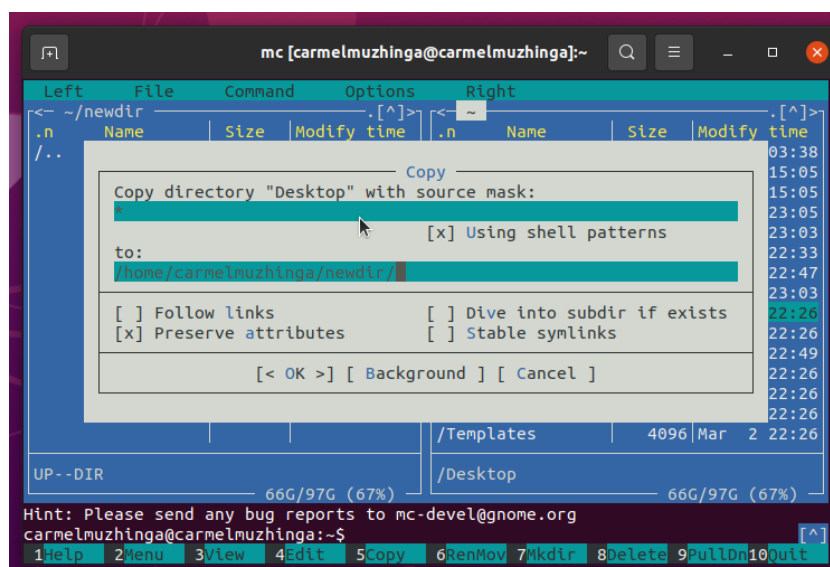 mc [carmelmuzhinga@carmelmuzhinga]:~
Left File Command Options Right
<— ~/newdir .[^]> <— ~ .[^]>
.n Name Size Modify time .n Name Size Modify time
/.. 03:38
15:05
Copy
Copy directory "Desktop" with source mask: 15:05
* 23:05
[x] Using shell patterns 23:03
to: 22:33
/home/carmelmuzhinga/newdir/ 22:47
23:03
[ ] Follow links [ ] Dive into subdir if exists 22:26
[x] Preserve attributes [ ] Stable symlinks 22:26
22:49
[< OK >] [ Background ] [ Cancel ] 22:26
22:26
22:26
/Templates 4096 Mar 2 22:26
UP--DIR /Desktop
66G/97G (67%) 66G/97G (67%)
Hint: Please send any bug reports to mc-devel@gnome.org
carmelmuzhinga@carmelmuzhinga:~$ [^]
1Help 2Menu 3View 4Edit 5Copy 6RenMov 7Mkdir 8Delete 9PullDn 10Quit